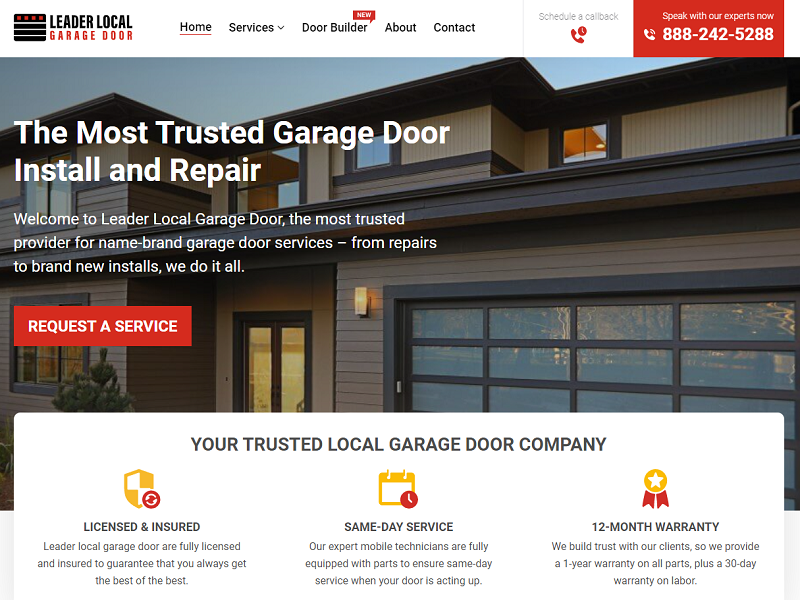 LEADER LOCAL
GARAGE DOOR
Home
Services
Door Builder
NEW
About
Contact
Schedule a callback
Speak with our experts now
888-242-5288
The Most Trusted Garage Door
Install and Repair
Welcome to Leader Local Garage Door, the most trusted
provider for name-brand garage door services – from repairs
to brand new installs, we do it all.
REQUEST A SERVICE
YOUR TRUSTED LOCAL GARAGE DOOR COMPANY
LICENSED & INSURED
Leader local garage door are fully licensed
and insured to guarantee that you always get
the best of the best.
SAME-DAY SERVICE
Our expert mobile technicians are fully
equipped with parts to ensure same-day
service when your door is acting up.
12-MONTH WARRANTY
We build trust with our clients, so we provide
a 1-year warranty on all parts, plus a 30-day
warranty on labor.